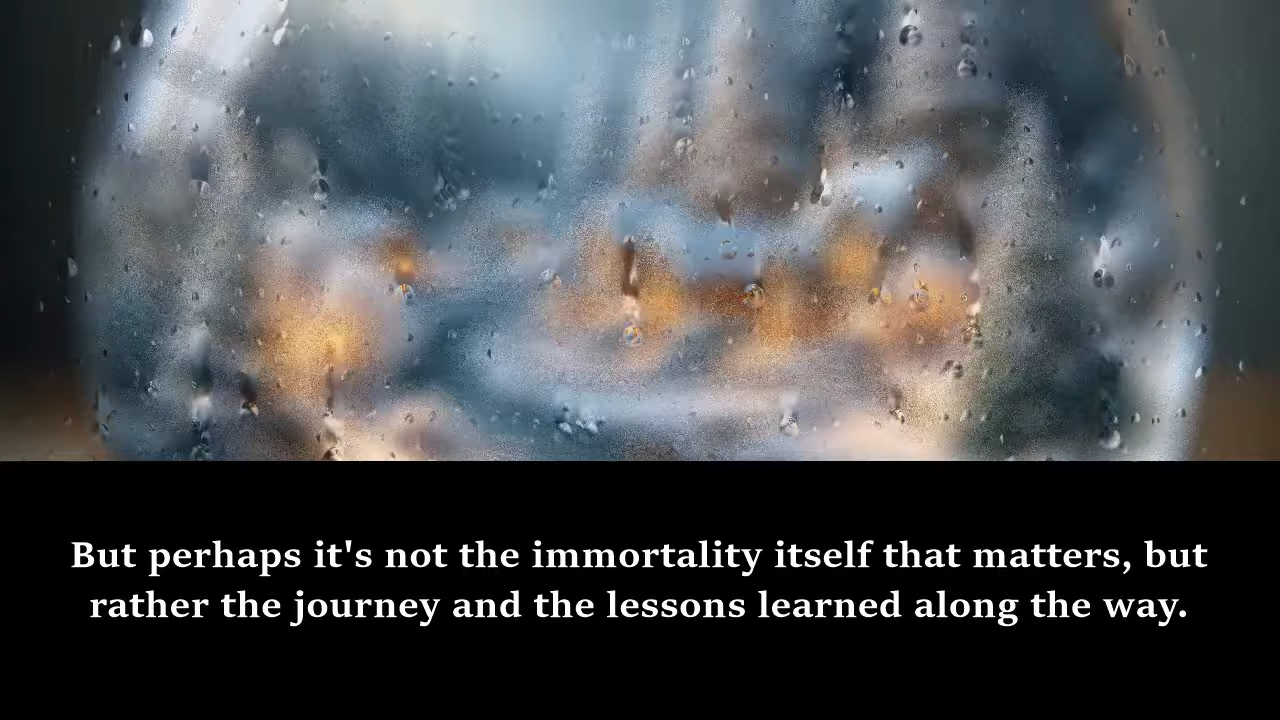 But perhaps it's not the immortality itself that matters, but
rather the journey and the lessons learned along the way.